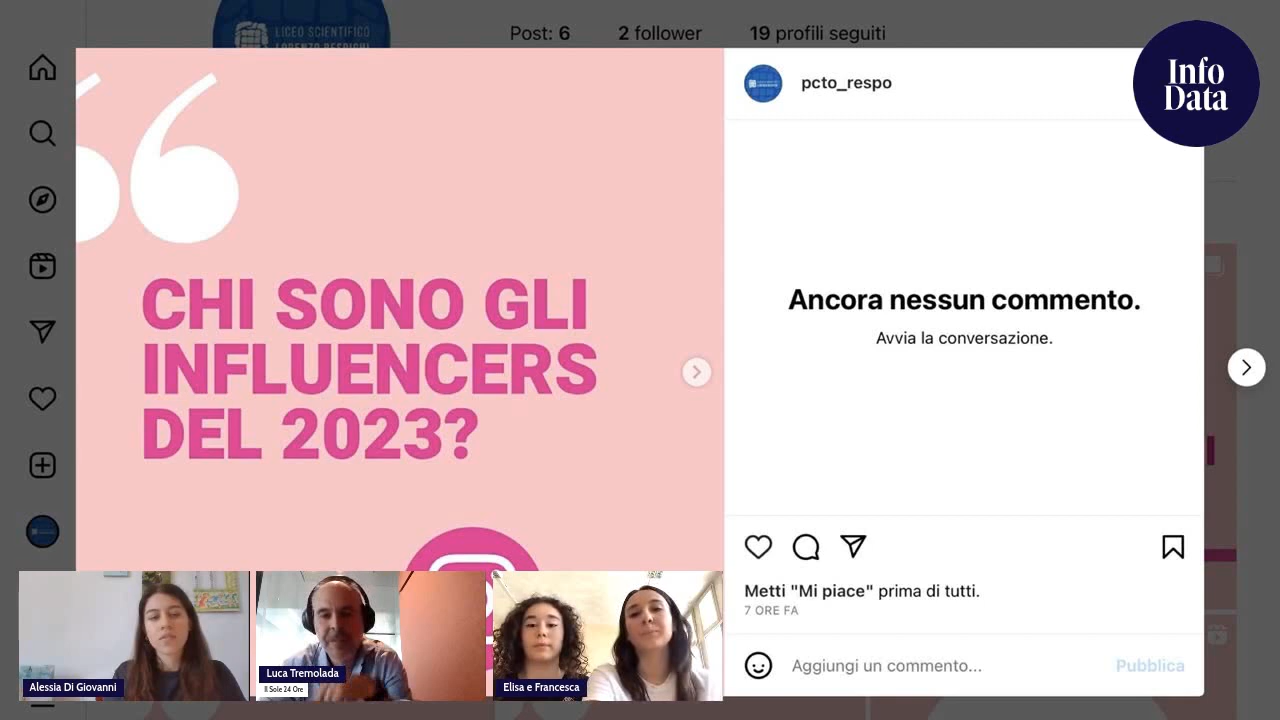 LICEO SCIENTIFICO
LORENZO RESPIGHI
Post: 6
2 follower
19 profili seguiti
Info
Data
pcto_respo
CHI SONO GLI
INFLUENCERS
DEL 2023?
Ancora nessun commento.
Avvia la conversazione.
Metti "Mi piace" prima di tutti.
7 ORE FA
Aggiungi un commento...
Pubblica
Alessia Di Giovanni
Luca Tremolada
Il Sole 24 Ore
Elisa e Francesca